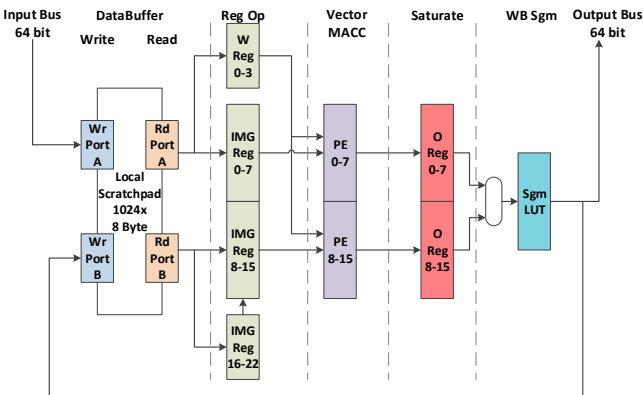 Input Bus
64 bit
DataBuffer
Write
Read
Reg Op
Vector
MACC
Saturate
WB Sgm
Output Bus
64 bit
W
Reg
0-3
Wr
Port
A
Rd
Port
A
IMG
Reg
0-7
PE
0-7
O
Reg
0-7
Local
Scratchpad
1024x
8 Byte
Sgm
LUT
Wr
Port
B
Rd
Port
B
IMG
Reg
8-15
PE
8-15
O
Reg
8-15
IMG
Reg
16-22